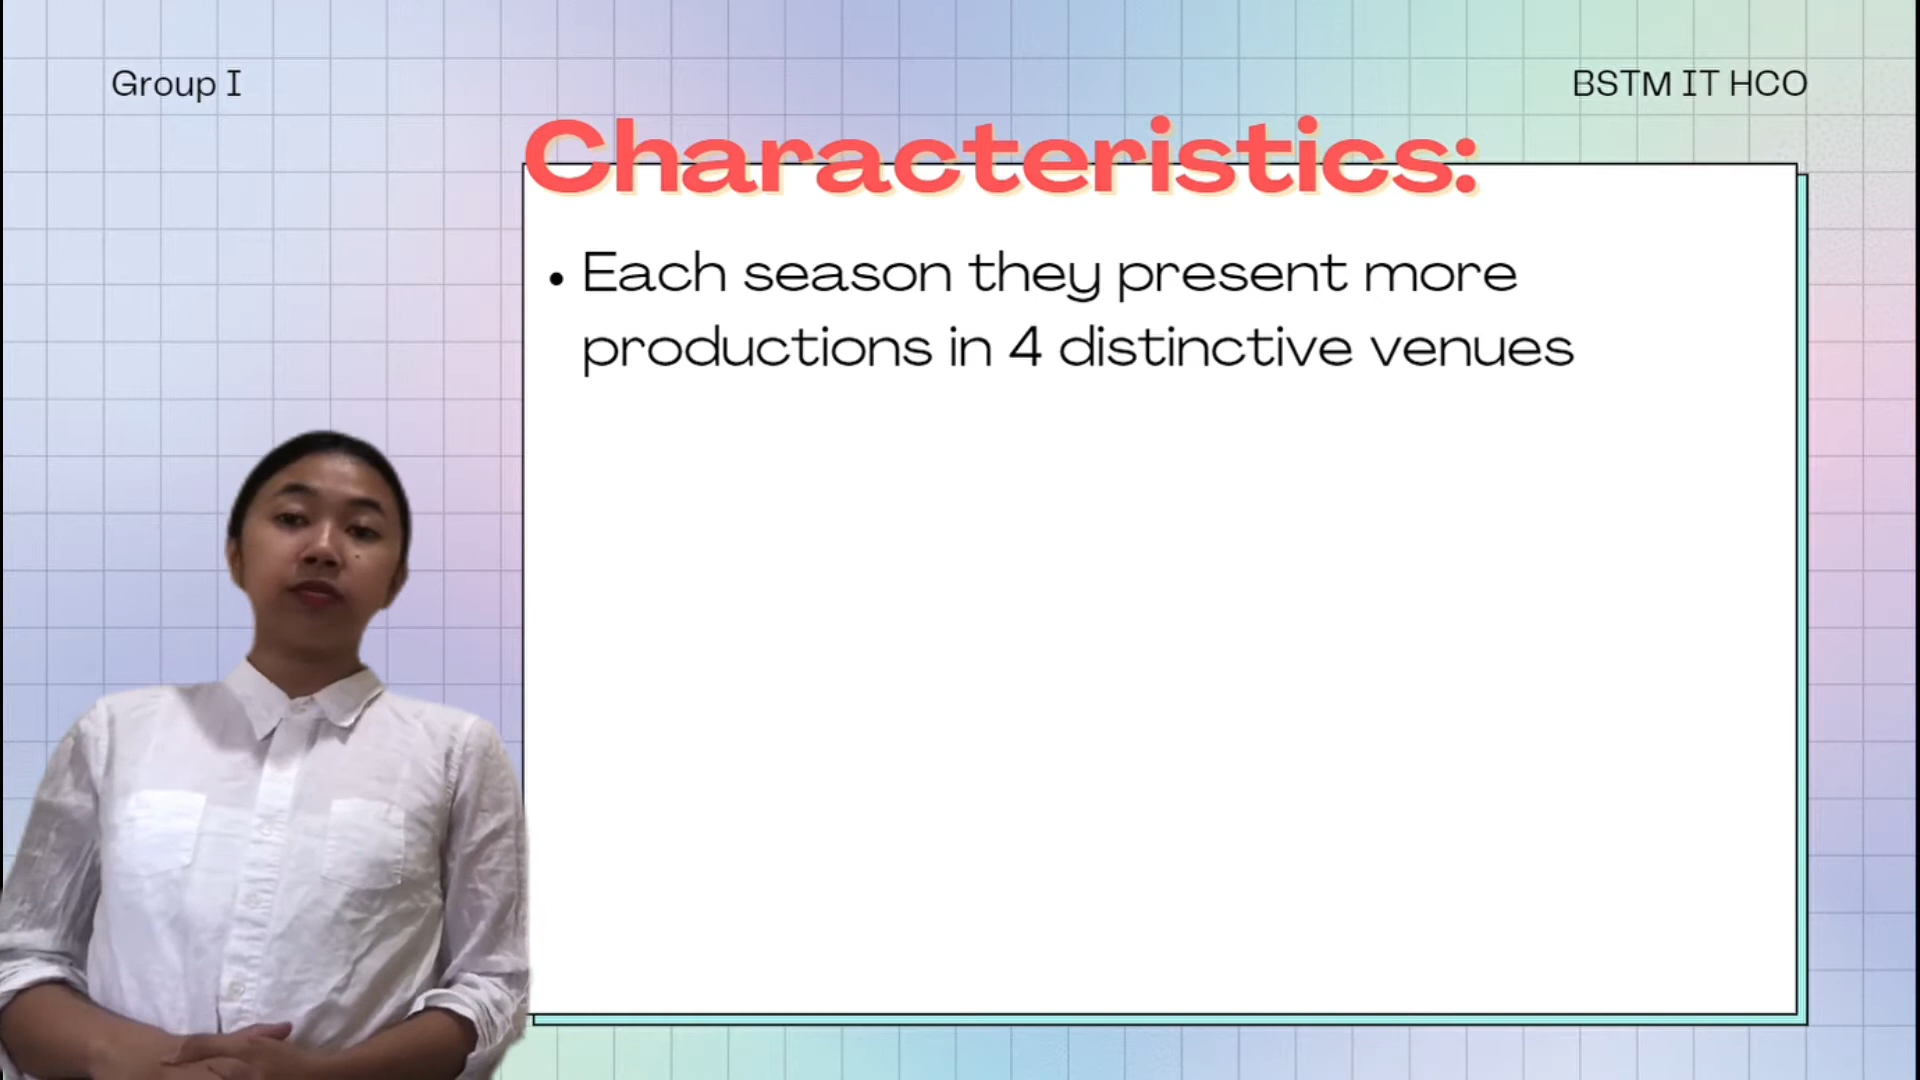 Group I
BSTM IT HCO
Characteristics:
• Each season they present more
productions in 4 distinctive venues